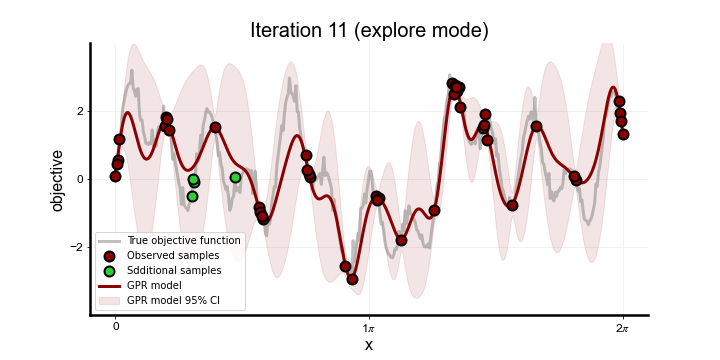 Iteration 11 (explore mode)
objective
2
0
−2
True objective function
Observed samples
Sdditional samples
GPR model
GPR model 95% CI
0
1π
2π
x